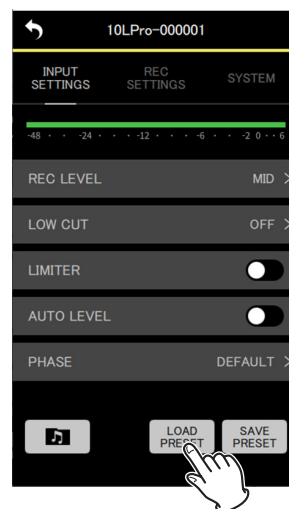 10LPro-000001
INPUT SETTINGS
REC SETTINGS
SYSTEM
-48 · · -24 · · · -12 · · · -6 · · -2 0 · · 6
REC LEVEL MID >
LOW CUT OFF >
LIMITER
AUTO LEVEL
PHASE DEFAULT >
LOAD PRESET
SAVE PRESET